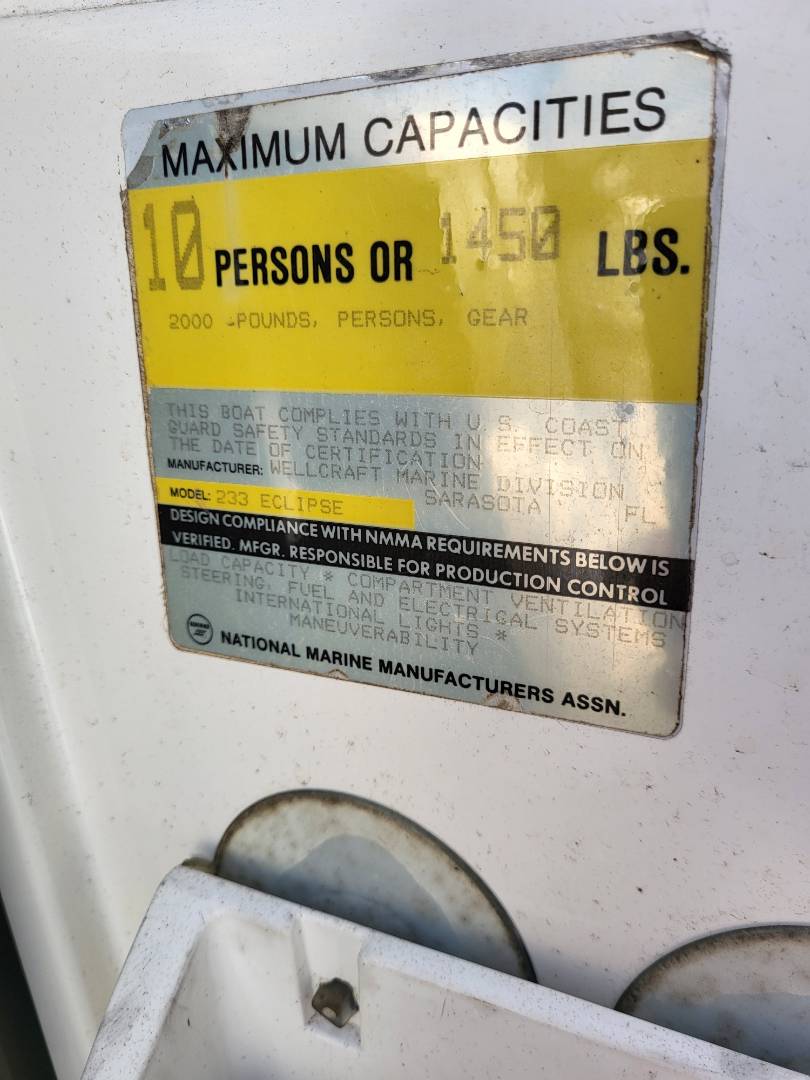 MAXIMUM CAPACITIES
10 PERSONS OR 1450 LBS.
2000 -POUNDS, PERSONS, GEAR
THIS BOAT COMPLIES WITH U.S. COAST
GUARD SAFETY STANDARDS IN EFFECT ON
THE DATE OF CERTIFICATION
MANUFACTURER: WELLCRAFT MARINE DIVISION
SARASOTA FL
MODEL: 233 ECLIPSE
DESIGN COMPLIANCE WITH NMMA REQUIREMENTS BELOW IS
VERIFIED. MFGR. RESPONSIBLE FOR PRODUCTION CONTROL
LOAD CAPACITY * COMPARTMENT VENTILATION
STEERING, FUEL AND ELECTRICAL SYSTEMS
INTERNATIONAL LIGHTS *
MANEUVERABILITY
NATIONAL MARINE MANUFACTURERS ASSN.